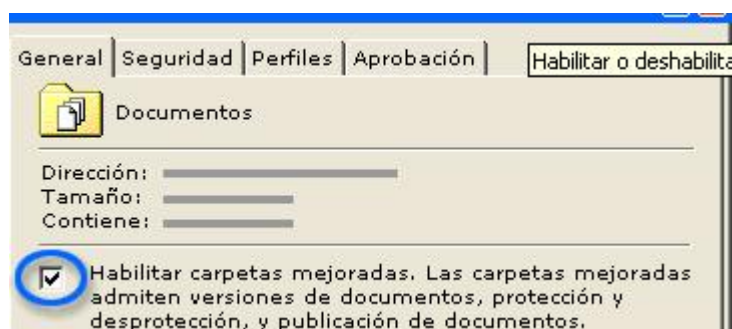 General Seguridad Perfiles Aprobación
Habilitar o deshabilita
Documentos
Dirección:
Tamaño:
Contiene:
Habilitar carpetas mejoradas. Las carpetas mejoradas
admiten versiones de documentos, protección y
desprotección, y publicación de documentos.